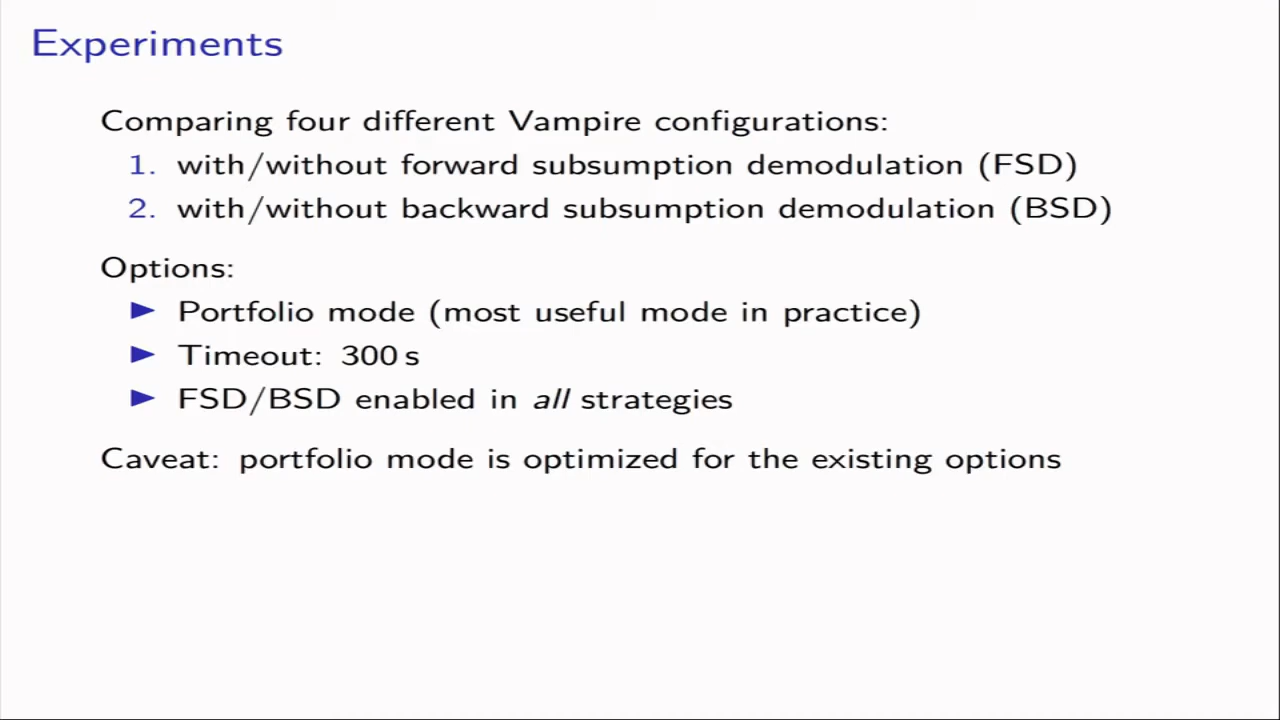 Experiments
Comparing four different Vampire configurations:
1. with/without forward subsumption demodulation (FSD)
2. with/without backward subsumption demodulation (BSD)
Options:
▶ Portfolio mode (most useful mode in practice)
▶ Timeout: 300 s
▶ FSD/BSD enabled in all strategies
Caveat: portfolio mode is optimized for the existing options